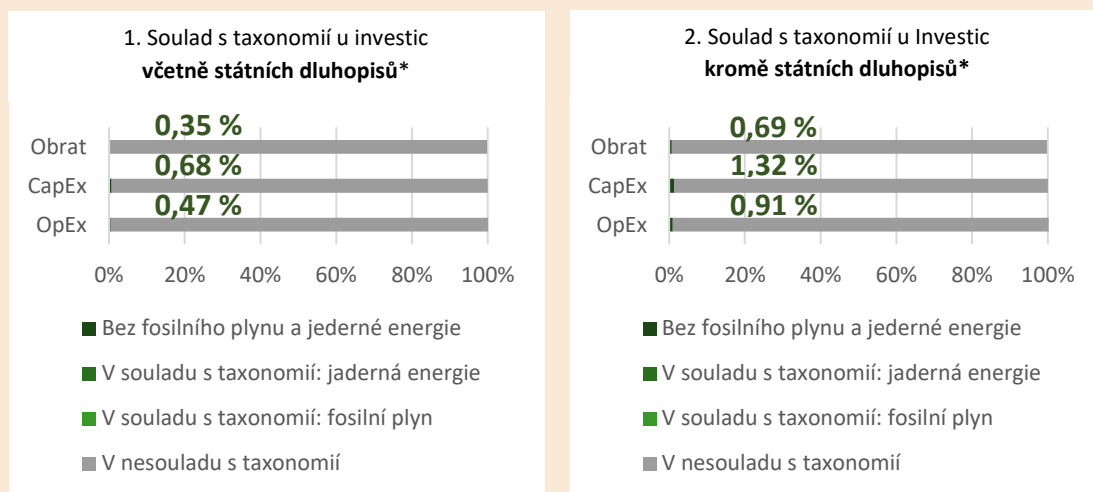 1. Soulad s taxonomií u investic
včetně státních dluhopisů*
0,35 %
Obrat
0,68 %
CapEx
0,47 %
OpEx
0% 20% 40% 60% 80% 100%
Bez fosilního plynu a jederné energie
V souladu s taxonomií: jaderná energie
V souladu s taxonomií: fosilní plyn
V nesouladu s taxonomií
2. Soulad s taxonomií u Investic
kromě státních dluhopisů*
0,69 %
Obrat
1,32 %
CapEx
0,91 %
OpEx
0% 20% 40% 60% 80% 100%
Bez fosilního plynu a jederné energie
V souladu s taxonomií: jaderná energie
V souladu s taxonomií: fosilní plyn
V nesouladu s taxonomií